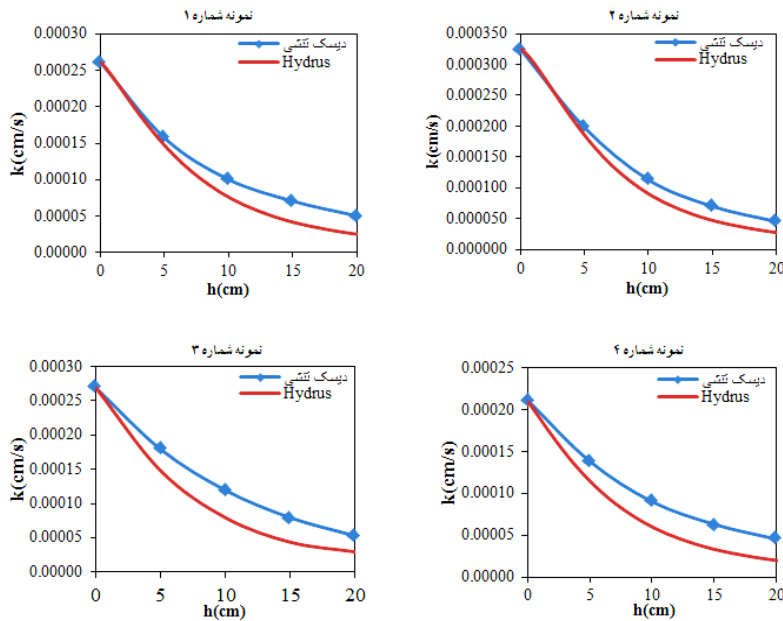 نمونه شماره ۱
دیسک تنشی
Hydrus
k(cm/s)
0.00030
0.00025
0.00020
0.00015
0.00010
0.00005
0.00000
0 5 10 15 20
h(cm)
نمونه شماره ۲
دیسک تنشی
Hydrus
k(cm/s)
0.000350
0.000300
0.000250
0.000200
0.000150
0.000100
0.000050
0.000000
0 5 10 15 20
h(cm)
نمونه شماره ۳
دیسک تنشی
Hydrus
k(cm/s)
0.00030
0.00025
0.00020
0.00015
0.00010
0.00005
0.00000
0 5 10 15 20
h(cm)
نمونه شماره ۴
دیسک تنشی
Hydrus
k(cm/s)
0.00025
0.00020
0.00015
0.00010
0.00005
0.00000
0 5 10 15 20
h(cm)